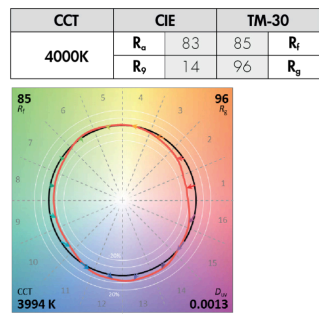 CCT CIE TM-30
4000K Ra 83 85 Rf
R9 14 96 Rg
85 96
Rf Rg
5 4
6 3
7 2
8 1
9 16
10 15
20%
11 12 13 14
20%
CCT Duv
3994 K 0.0013